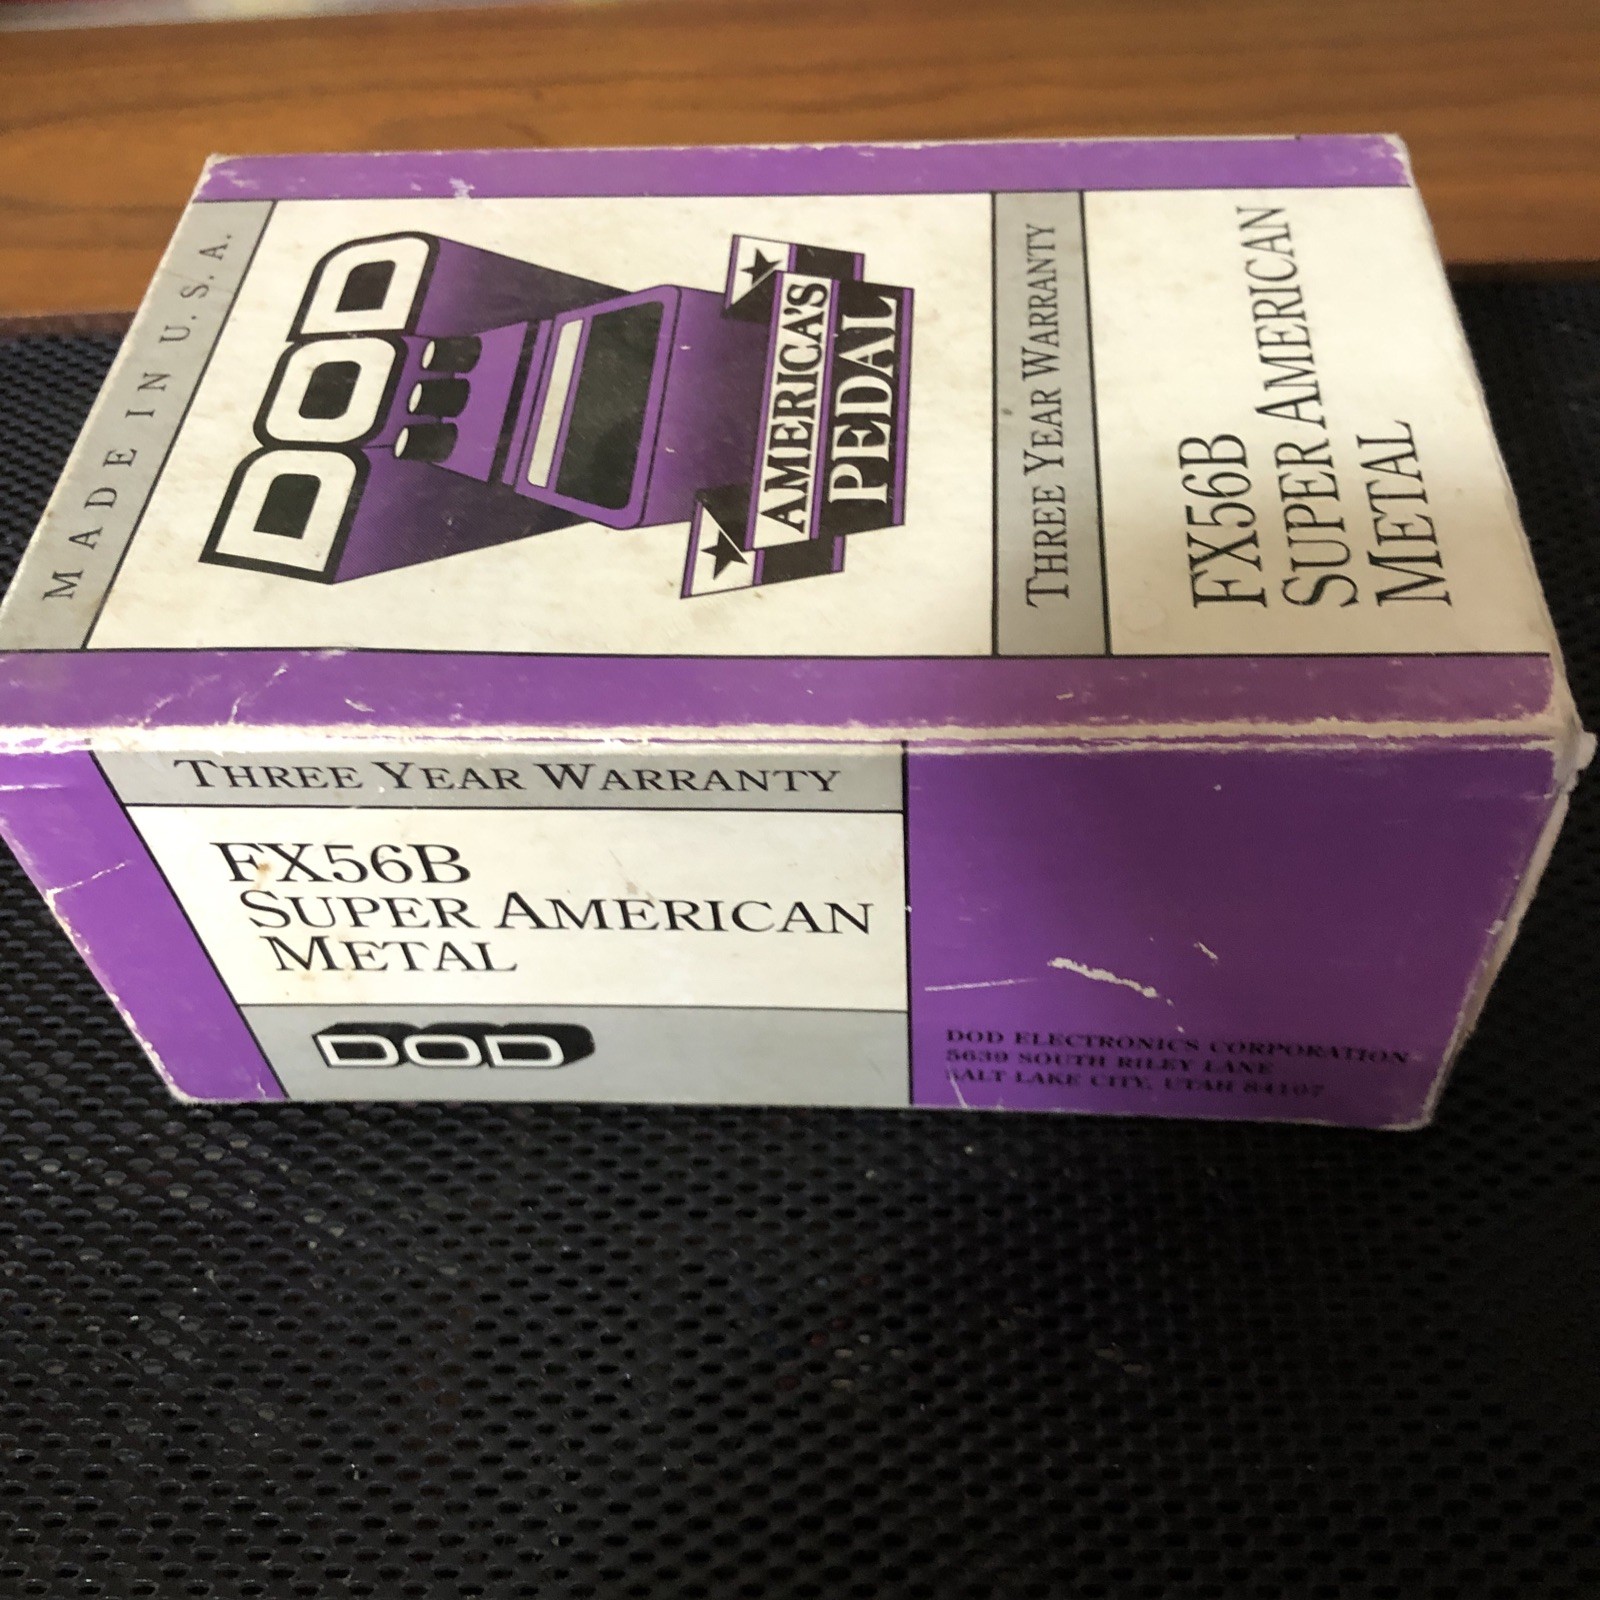 MADE IN U.S.A.
DOD
AMERICA'S
PEDAL
THREE YEAR WARRANTY
FX56B
SUPER AMERICAN
METAL
THREE YEAR WARRANTY
FX56B
SUPER AMERICAN
METAL
DOD
DOD ELECTRONICS CORPORATION
5639 SOUTH RILEY LANE
SALT LAKE CITY, UTAH 84107